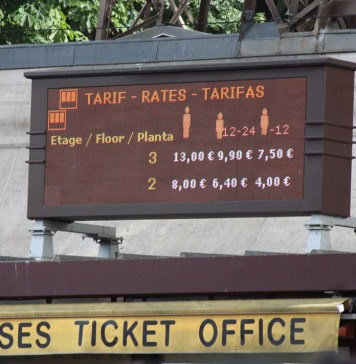 TARIF - RATES - TARIFAS
12-24 -12
Etage / Floor / Planta
3 13,00 € 9,90 € 7,50 €
2 8,00 € 6,40 € 4,00 €
SES TICKET OFFICE